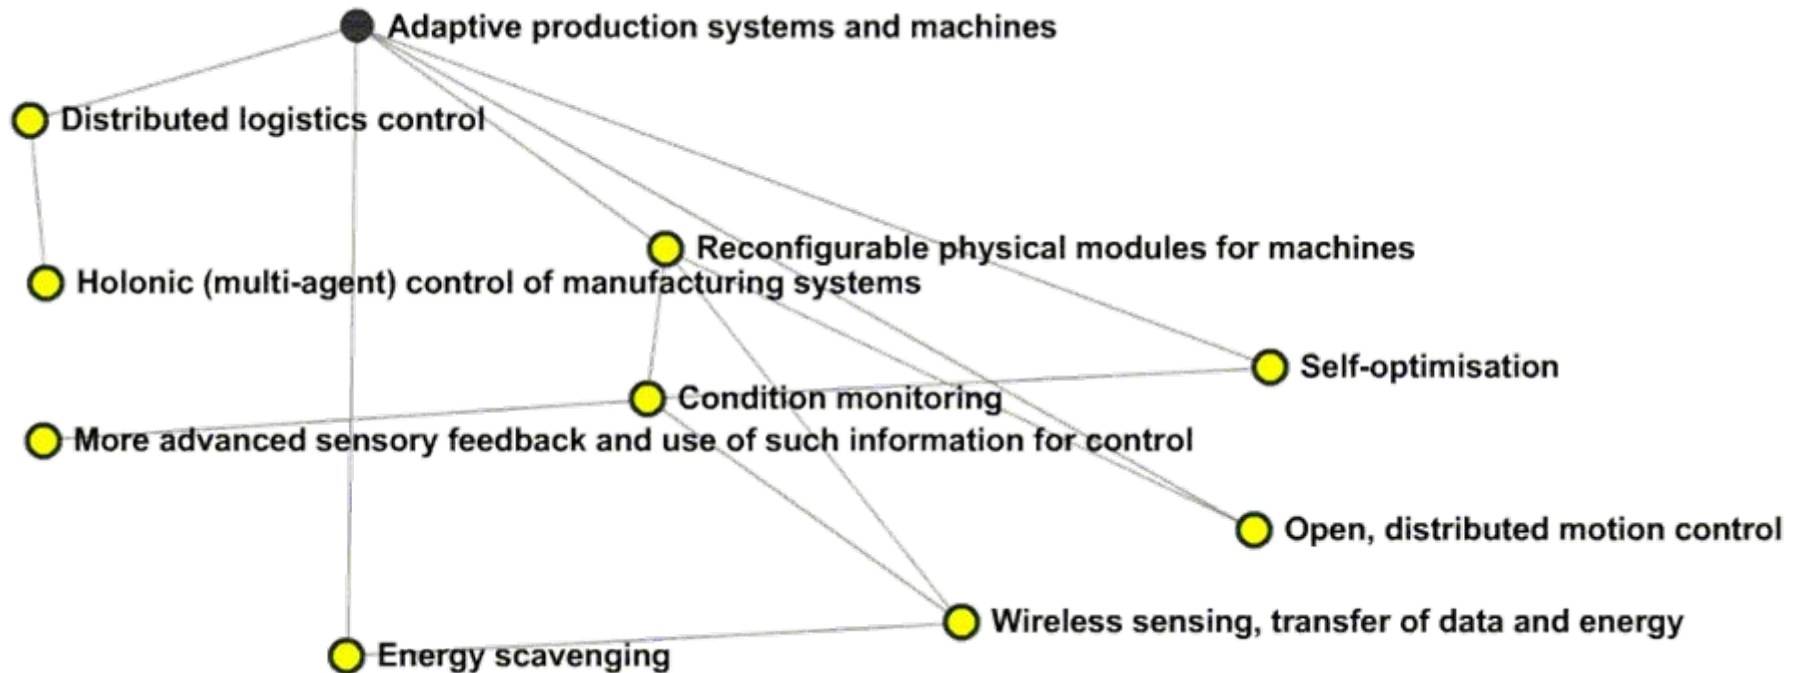 Adaptive production systems and machines
Distributed logistics control
Reconfigurable physical modules for machines
Holonic (multi-agent) control of manufacturing systems
Self-optimisation
Condition monitoring
More advanced sensory feedback and use of such information for control
Open, distributed motion control
Wireless sensing, transfer of data and energy
Energy scavenging